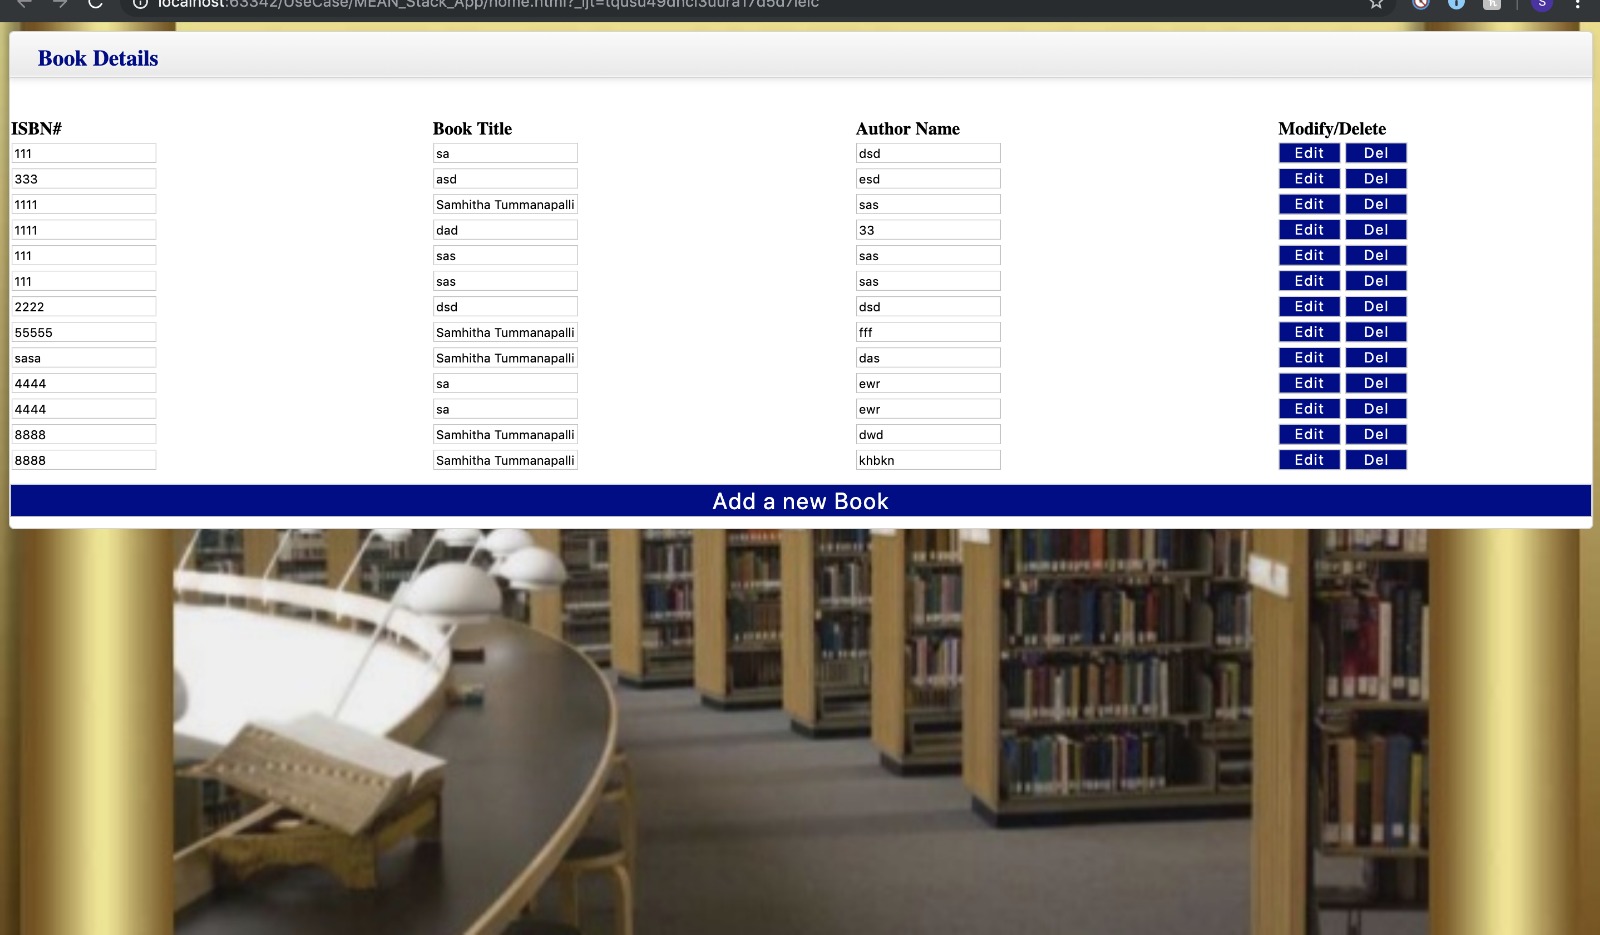 localhost:63342/UseCase/MEAN_Stack_App/home.html?_ijt=
S
Book Details
ISBN# Book Title Author Name Modify/Delete
111 sa dsd Edit Del
333 asd esd Edit Del
1111 Samhitha Tummanapalli sas Edit Del
1111 dad 33 Edit Del
111 sas sas Edit Del
111 sas sas Edit Del
2222 dsd dsd Edit Del
55555 Samhitha Tummanapalli fff Edit Del
sasa Samhitha Tummanapalli das Edit Del
4444 sa ewr Edit Del
4444 sa ewr Edit Del
8888 Samhitha Tummanapalli dwd Edit Del
8888 Samhitha Tummanapalli khbkn Edit Del
Add a new Book